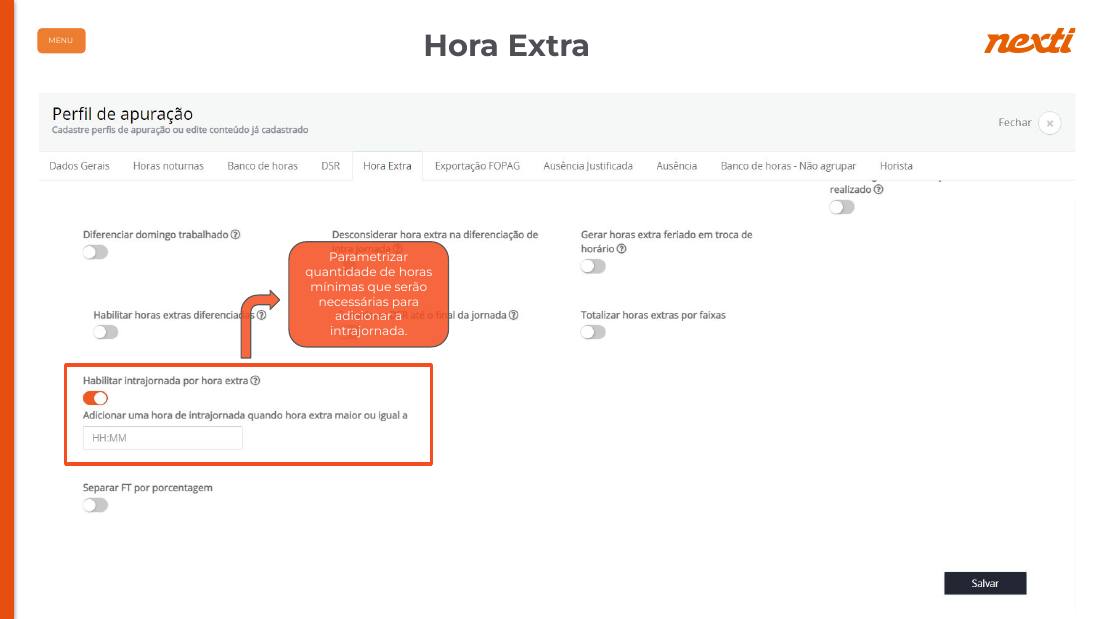 MENU
Hora Extra
nexti
Perfil de apuração
Cadastre perfis de apuração ou edite conteúdo já cadastrado
Fechar
Dados Gerais Horas noturnas Banco de horas DSR Hora Extra Exportação FOPAG Ausência Justificada Ausência Banco de horas - Não agrupar Horista
realizado
Diferenciar domingo trabalhado
Desconsiderar hora extra na diferenciação de
intra jornada
Gerar horas extra feriado em troca de
horário
Parametrizar
quantidade de horas
mínimas que serão
necessárias para
adicionar a
intrajornada.
Habilitar horas extras diferenciadas
até o final da jornada
Totalizar horas extras por faixas
Habilitar intrajornada por hora extra
Adicionar uma hora de intrajornada quando hora extra maior ou igual a
HH:MM
Separar FT por porcentagem
Salvar